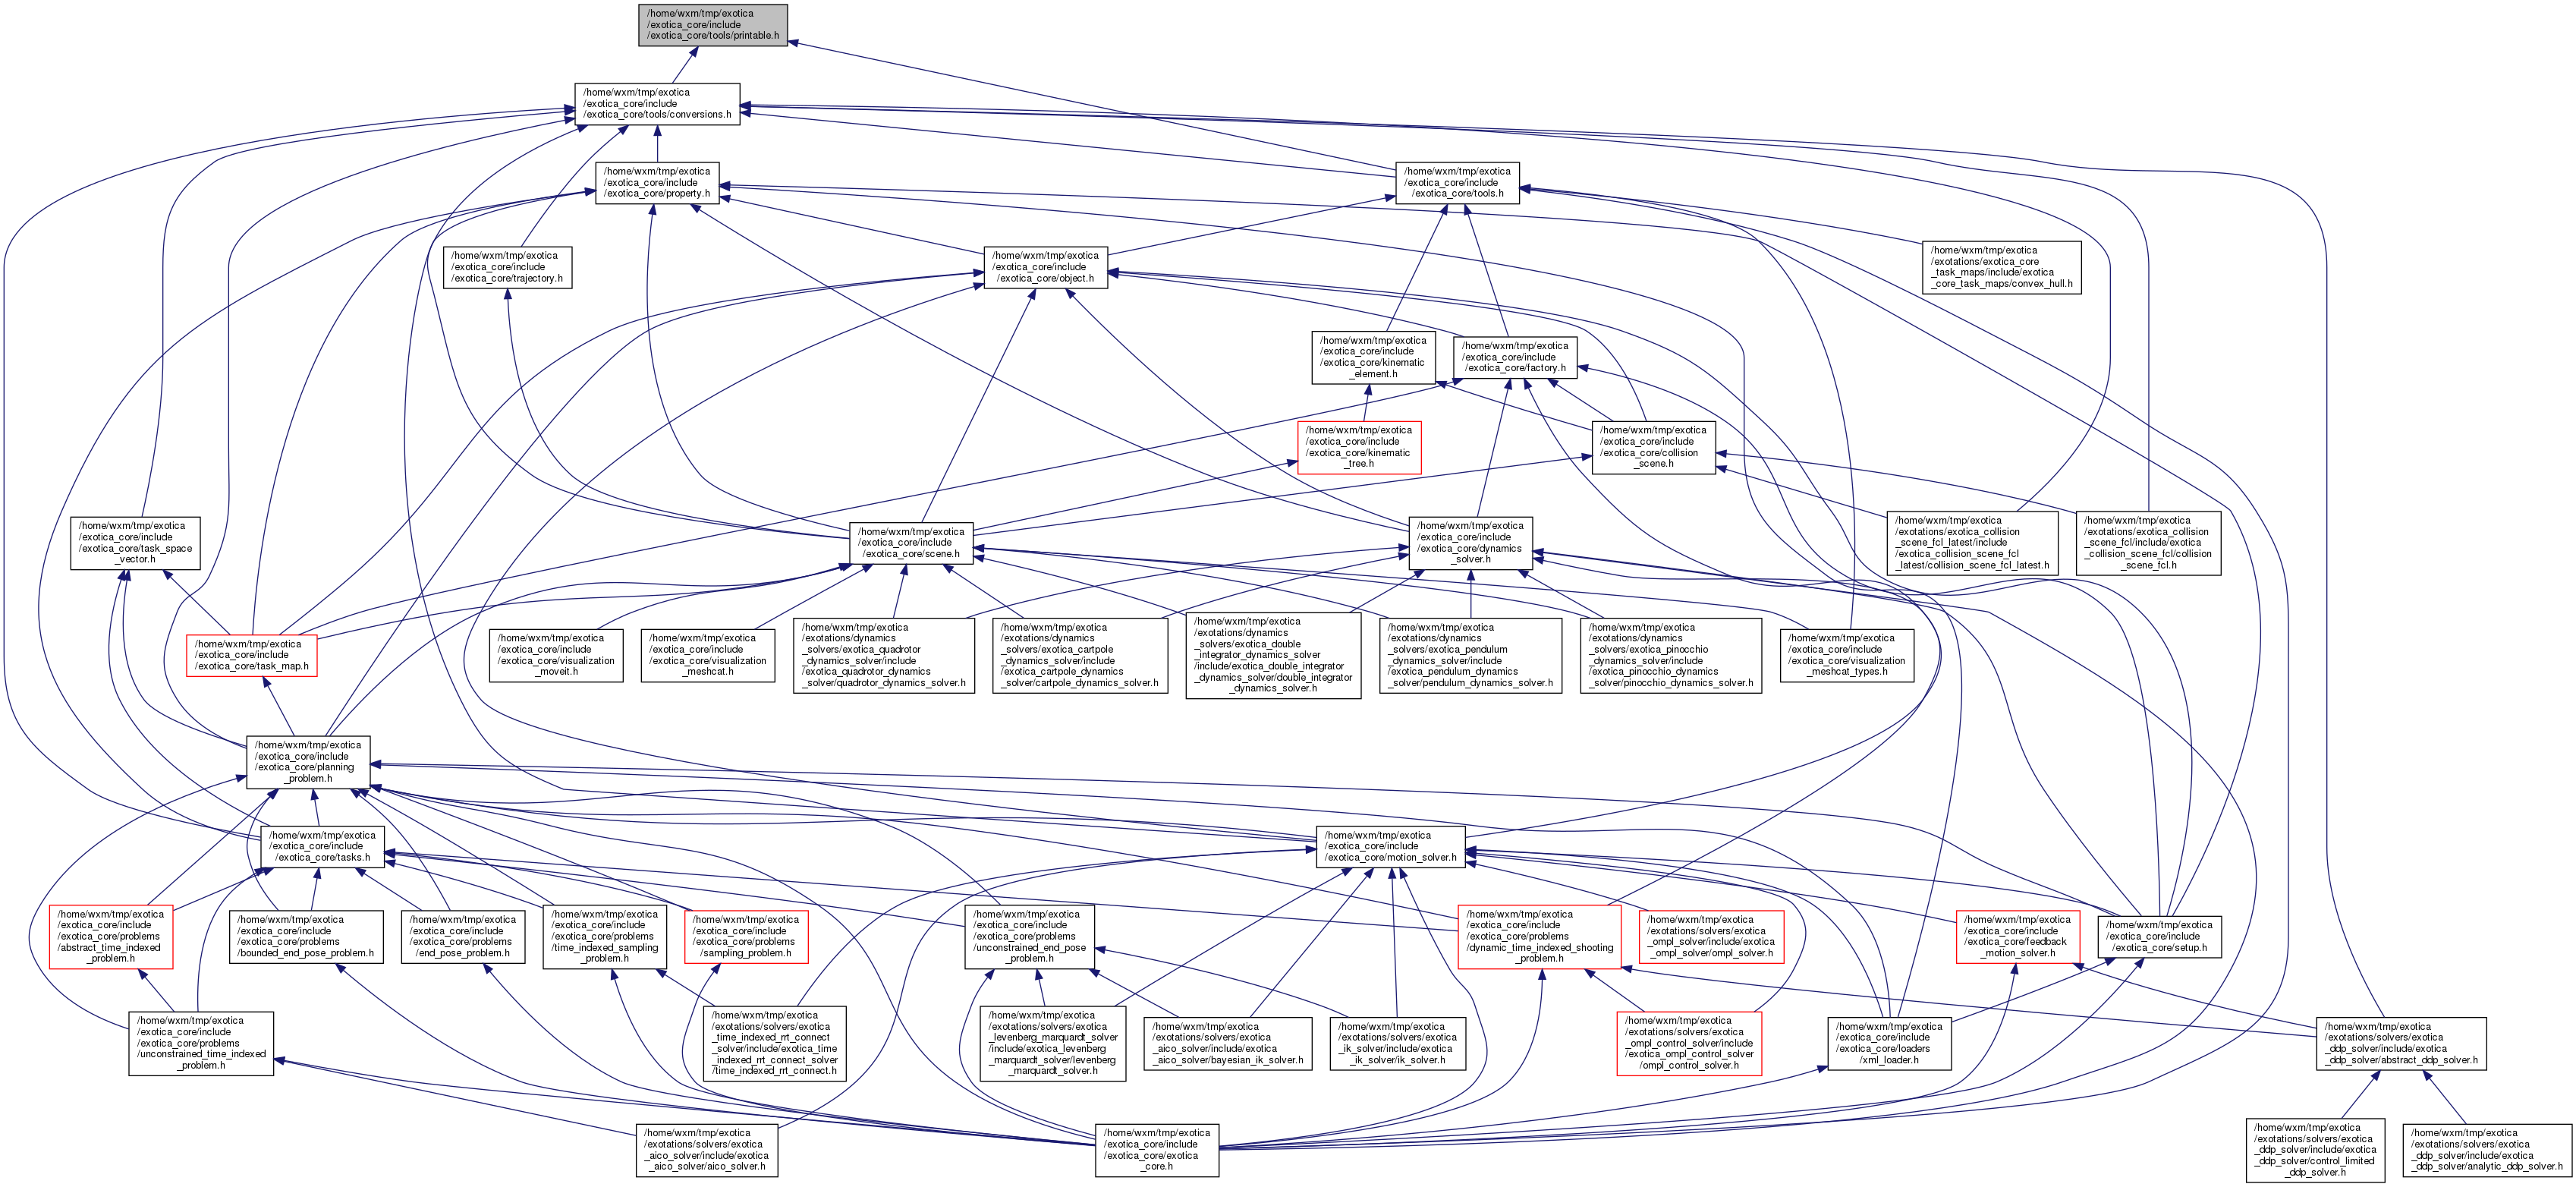 /home/wxm/tmp/exotica
/exotica_core/include
/exotica_core/tools/printable.h
/home/wxm/tmp/exotica
/exotica_core/include
/exotica_core/tools/conversions.h
/home/wxm/tmp/exotica
/exotica_core/include
/exotica_core/property.h
/home/wxm/tmp/exotica
/exotica_core/include
/exotica_core/tools.h
/home/wxm/tmp/exotica
/exotica_core/include
/exotica_core/trajectory.h
/home/wxm/tmp/exotica
/exotica_core/include
/exotica_core/object.h
/home/wxm/tmp/exotica
/exotations/exotica_core
_task_maps/include/exotica
_core_task_maps/convex_hull.h
/home/wxm/tmp/exotica
/exotica_core/include
/exotica_core/kinematic
_element.h
/home/wxm/tmp/exotica
/exotica_core/include
/exotica_core/factory.h
/home/wxm/tmp/exotica
/exotica_core/include
/exotica_core/kinematic
_tree.h
/home/wxm/tmp/exotica
/exotica_core/include
/exotica_core/collision
_scene.h
/home/wxm/tmp/exotica
/exotica_core/include
/exotica_core/task_space
_vector.h
/home/wxm/tmp/exotica
/exotica_core/include
/exotica_core/scene.h
/home/wxm/tmp/exotica
/exotica_core/include
/exotica_core/dynamics
_solver.h
/home/wxm/tmp/exotica
/exotations/exotica_collision
_scene_fcl_latest/include
/exotica_collision_scene_fcl
_latest/collision_scene_fcl_latest.h
/home/wxm/tmp/exotica
/exotations/exotica_collision
_scene_fcl/include/exotica
_collision_scene_fcl/collision
_scene_fcl.h
/home/wxm/tmp/exotica
/exotica_core/include
/exotica_core/task_map.h
/home/wxm/tmp/exotica
/exotica_core/include
/exotica_core/visualization
_moveit.h
/home/wxm/tmp/exotica
/exotica_core/include
/exotica_core/visualization
_meshcat.h
/home/wxm/tmp/exotica
/exotations/dynamics
_solvers/exotica_quadrotor
_dynamics_solver/include
/exotica_quadrotor_dynamics
_solver/quadrotor_dynamics_solver.h
/home/wxm/tmp/exotica
/exotations/dynamics
_solvers/exotica_cartpole
_dynamics_solver/include
/exotica_cartpole_dynamics
_solver/cartpole_dynamics_solver.h
/home/wxm/tmp/exotica
/exotations/dynamics
_solvers/exotica_double
_integrator_dynamics_solver
/include/exotica_double_integrator
_dynamics_solver/double_integrator
_dynamics_solver.h
/home/wxm/tmp/exotica
/exotations/dynamics
_solvers/exotica_pendulum
_dynamics_solver/include
/exotica_pendulum_dynamics
_solver/pendulum_dynamics_solver.h
/home/wxm/tmp/exotica
/exotations/dynamics
_solvers/exotica_pinocchio
_dynamics_solver/include
/exotica_pinocchio_dynamics
_solver/pinocchio_dynamics_solver.h
/home/wxm/tmp/exotica
/exotica_core/include
/exotica_core/visualization
_meshcat_types.h
/home/wxm/tmp/exotica
/exotica_core/include
/exotica_core/planning
_problem.h
/home/wxm/tmp/exotica
/exotica_core/include
/exotica_core/tasks.h
/home/wxm/tmp/exotica
/exotica_core/include
/exotica_core/motion_solver.h
/home/wxm/tmp/exotica
/exotica_core/include
/exotica_core/problems
/abstract_time_indexed
_problem.h
/home/wxm/tmp/exotica
/exotica_core/include
/exotica_core/problems
/bounded_end_pose_problem.h
/home/wxm/tmp/exotica
/exotica_core/include
/exotica_core/problems
/end_pose_problem.h
/home/wxm/tmp/exotica
/exotica_core/include
/exotica_core/problems
/time_indexed_sampling
_problem.h
/home/wxm/tmp/exotica
/exotica_core/include
/exotica_core/problems
/sampling_problem.h
/home/wxm/tmp/exotica
/exotica_core/include
/exotica_core/problems
/unconstrained_end_pose
_problem.h
/home/wxm/tmp/exotica
/exotica_core/include
/exotica_core/problems
/dynamic_time_indexed_shooting
_problem.h
/home/wxm/tmp/exotica
/exotations/solvers/exotica
_ompl_solver/include/exotica
_ompl_solver/ompl_solver.h
/home/wxm/tmp/exotica
/exotica_core/include
/exotica_core/feedback
_motion_solver.h
/home/wxm/tmp/exotica
/exotica_core/include
/exotica_core/setup.h
/home/wxm/tmp/exotica
/exotica_core/include
/exotica_core/problems
/unconstrained_time_indexed
_problem.h
/home/wxm/tmp/exotica
/exotations/solvers/exotica
_time_indexed_rrt_connect
_solver/include/exotica_time
_indexed_rrt_connect_solver
/time_indexed_rrt_connect.h
/home/wxm/tmp/exotica
/exotations/solvers/exotica
_levenberg_marquardt_solver
/include/exotica_levenberg
_marquardt_solver/levenberg
_marquardt_solver.h
/home/wxm/tmp/exotica
/exotations/solvers/exotica
_aico_solver/include/exotica
_aico_solver/bayesian_ik_solver.h
/home/wxm/tmp/exotica
/exotations/solvers/exotica
_ik_solver/include/exotica
_ik_solver/ik_solver.h
/home/wxm/tmp/exotica
/exotations/solvers/exotica
_ompl_control_solver/include
/exotica_ompl_control_solver
/ompl_control_solver.h
/home/wxm/tmp/exotica
/exotica_core/include
/exotica_core/loaders
/xml_loader.h
/home/wxm/tmp/exotica
/exotations/solvers/exotica
_ddp_solver/include/exotica
_ddp_solver/abstract_ddp_solver.h
/home/wxm/tmp/exotica
/exotations/solvers/exotica
_aico_solver/include/exotica
_aico_solver/aico_solver.h
/home/wxm/tmp/exotica
/exotica_core/include
/exotica_core/exotica
_core.h
/home/wxm/tmp/exotica
/exotations/solvers/exotica
_ddp_solver/include/exotica
_ddp_solver/control_limited
_ddp_solver.h
/home/wxm/tmp/exotica
/exotations/solvers/exotica
_ddp_solver/include/exotica
_ddp_solver/analytic_ddp_solver.h